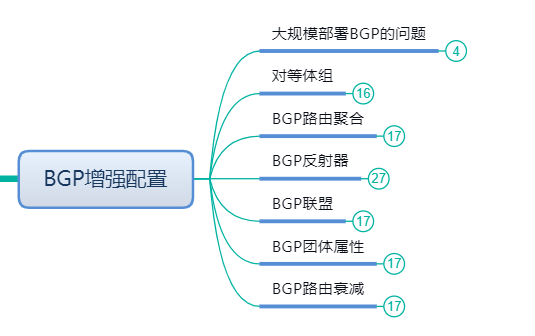 大规模部署BGP的问题
4
对等体组
16
BGP路由聚合
17
BGP反射器
27
BGP增强配置
BGP联盟
17
BGP团体属性
17
BGP路由衰减
17